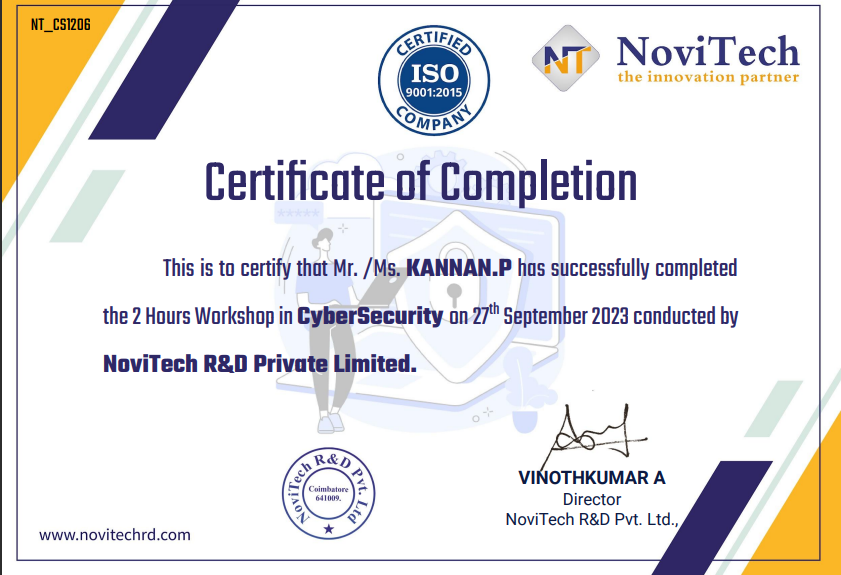 NT_CS1206
CERTIFIED
ISO
9001:2015
COMPANY
NT
NoviTech
the innovation partner
Certificate of Completion
This is to certify that Mr. /Ms. KANNAN.P has successfully completed
the 2 Hours Workshop in CyberSecurity on 27th September 2023 conducted by
NoviTech R&D Private Limited.
NoviTech R&D Pvt. Ltd
Coimbatore
641009.
VINOTHKUMAR A
Director
NoviTech R&D Pvt. Ltd.,
www.novitechrd.com